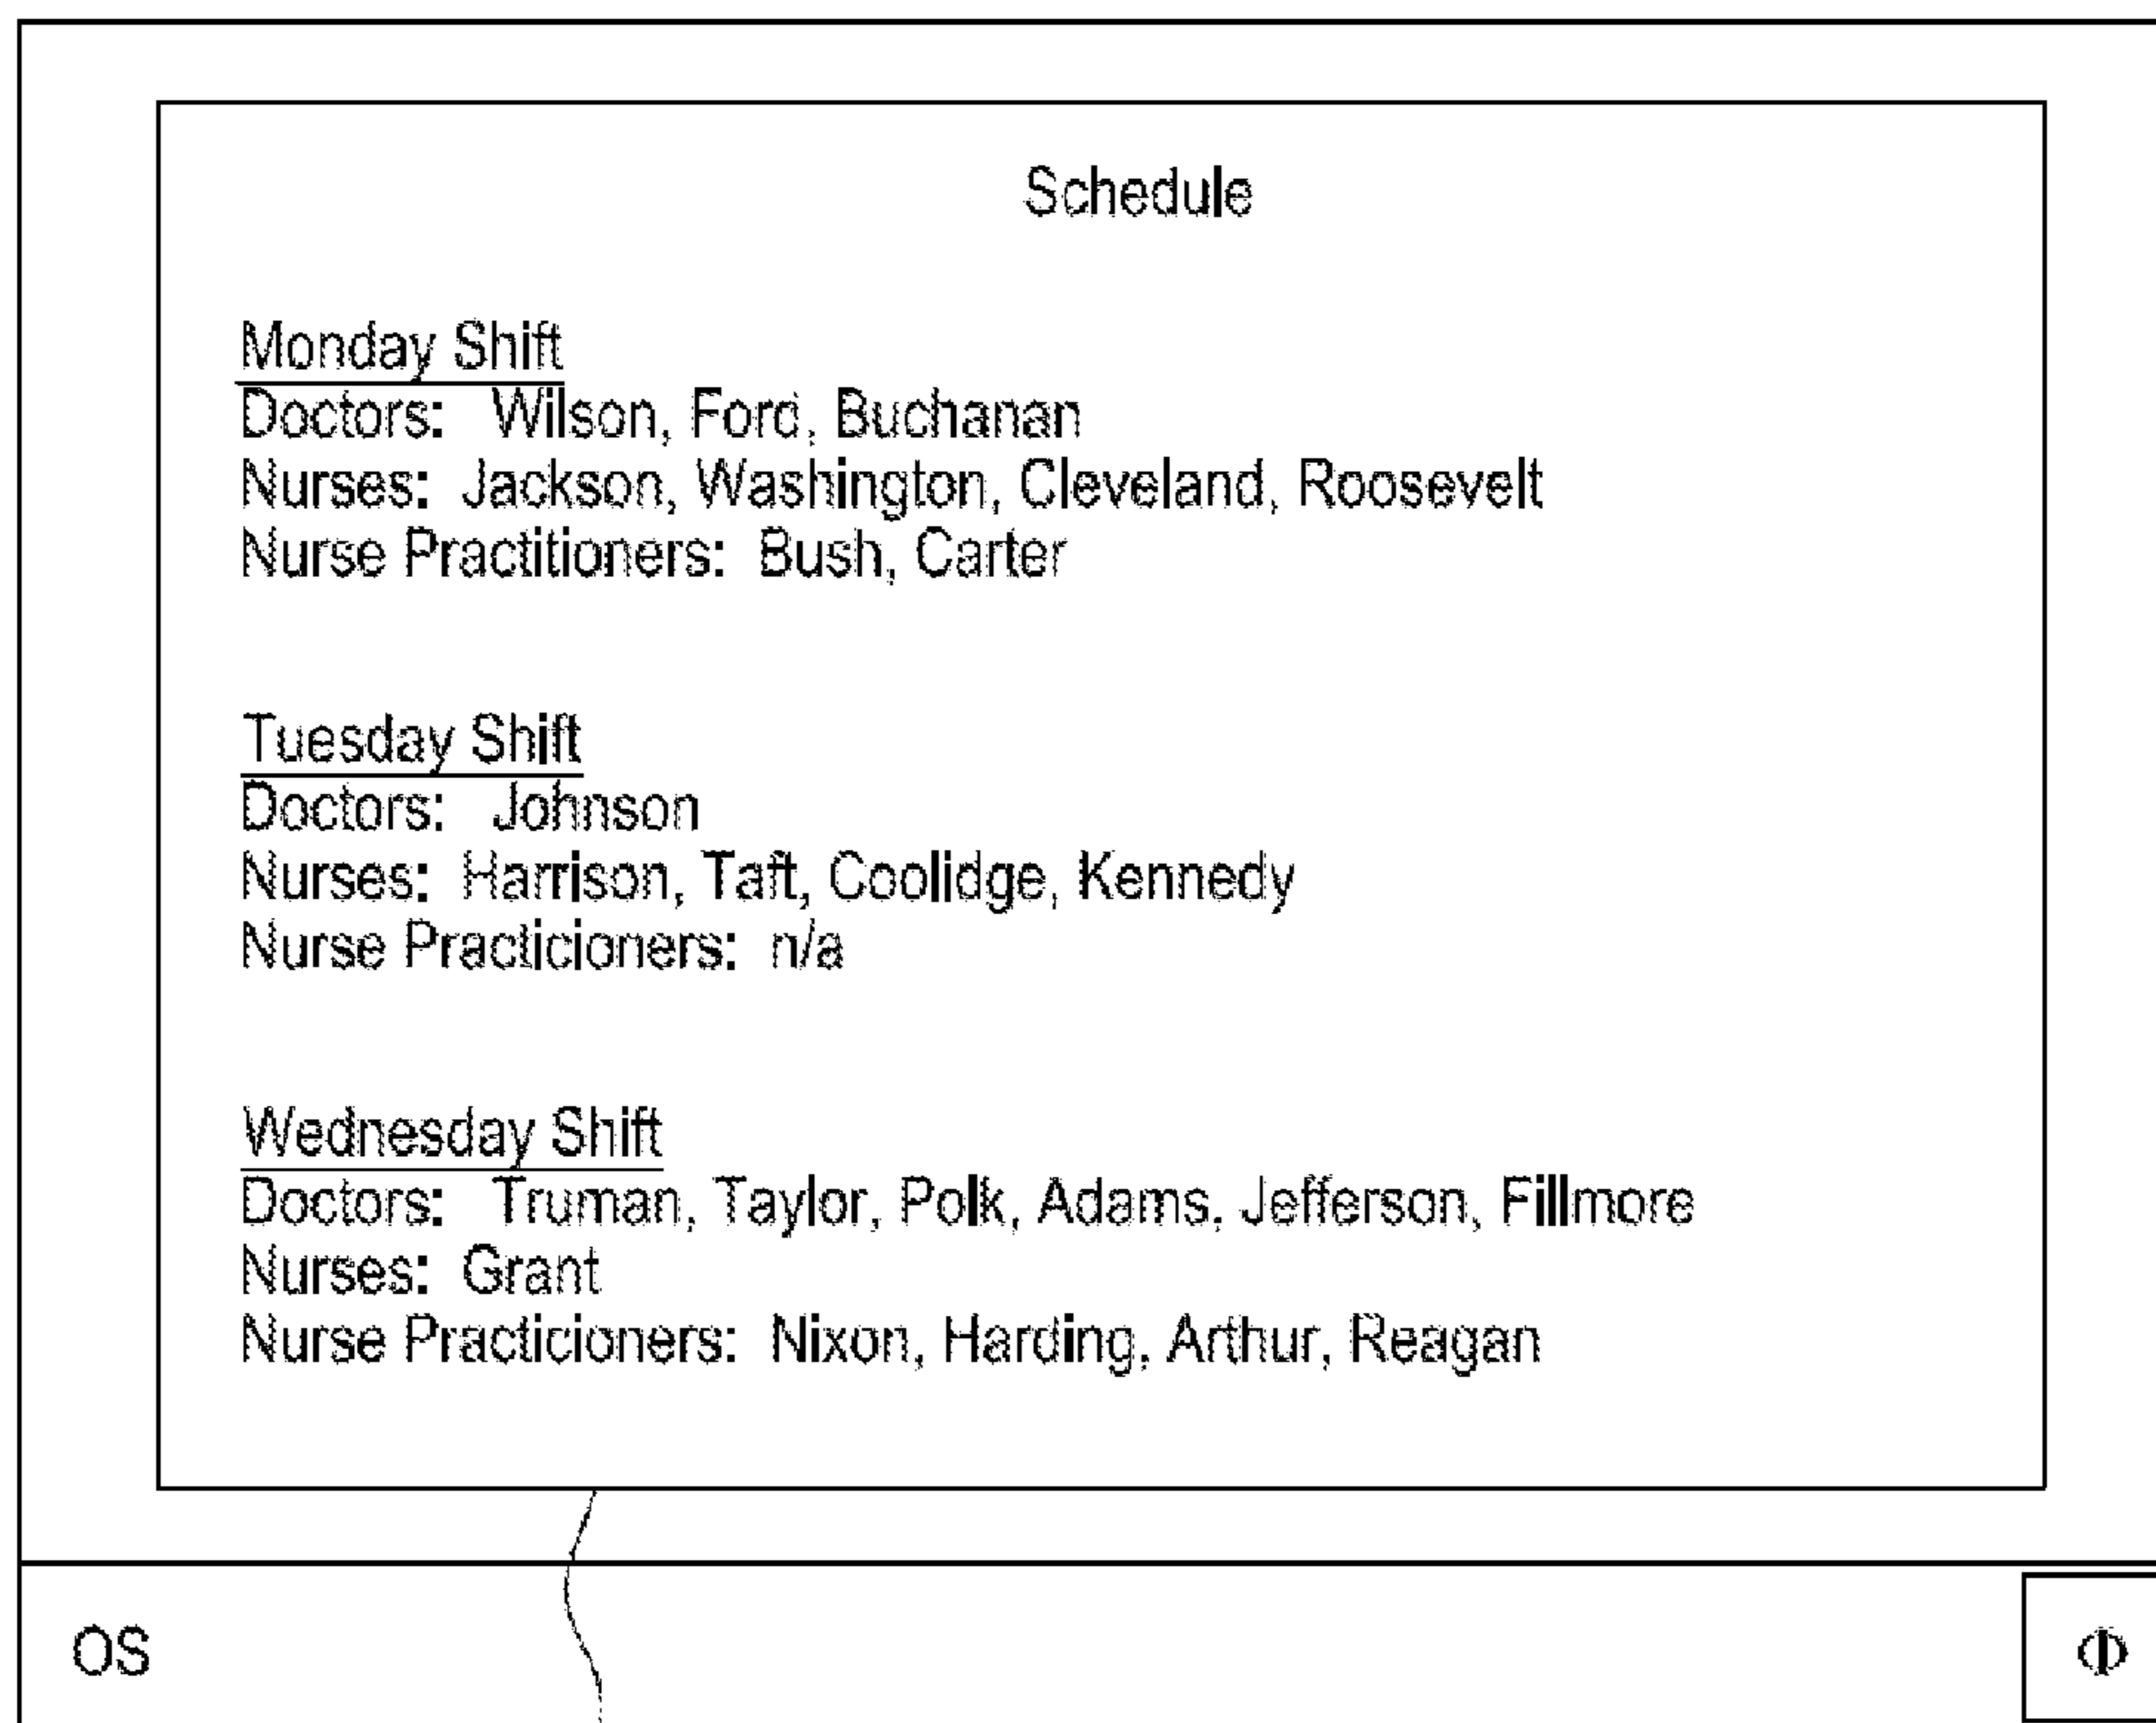 Schedule
Monday Shift
Doctors: Wilson, Ford, Buchanan
Nurses: Jackson, Washington, Cleveland, Roosevelt
Nurse Practitioners: Bush, Carter
Tuesday Shift
Doctors: Johnson
Nurses: Harrison, Taft, Coolidge, Kennedy
Nurse Practicioners: n/a
Wednesday Shift
Doctors: Truman, Taylor, Polk, Adams, Jefferson, Fillmore
Nurses: Grant
Nurse Practicioners: Nixon, Harding, Arthur, Reagan
OS
Φ